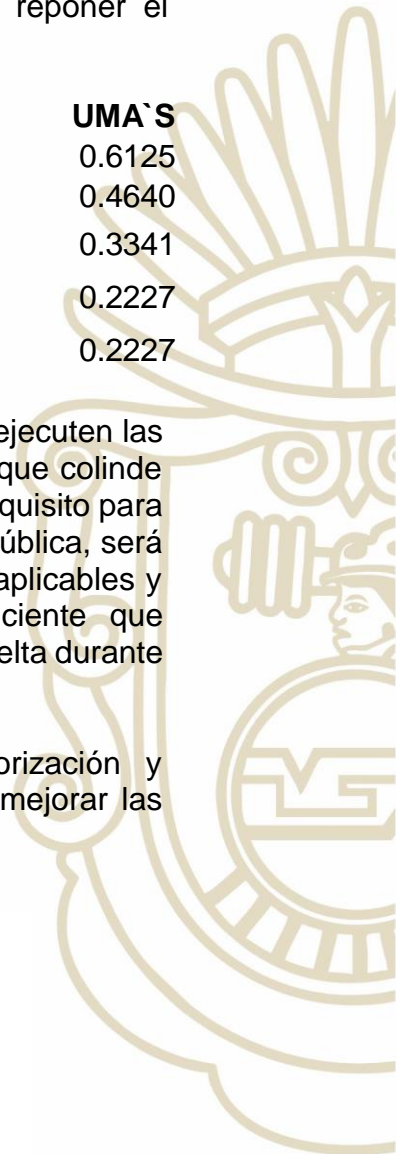 reponer el
UMA`S
0.6125
0.4640
0.3341
0.2227
0.2227
ejecuten las
que colinde
quisito para
ública, será
aplicables y
ciente que
elta durante
orización y
mejorar las